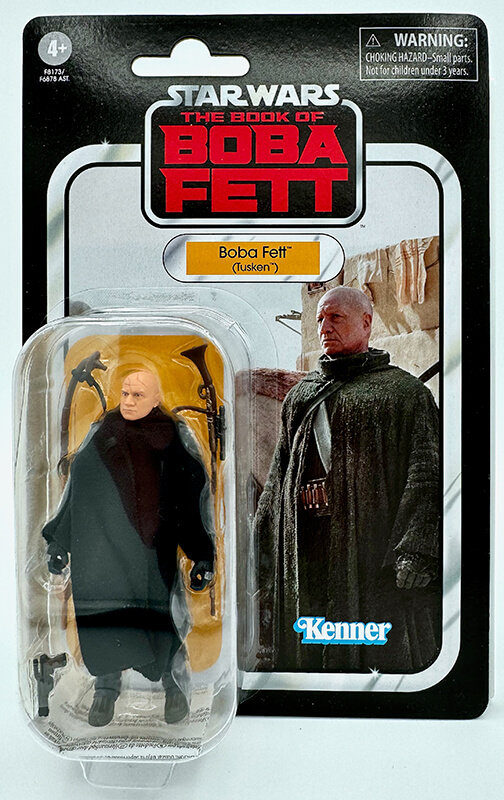 4+
F8173/
F6878 AST.
⚠ WARNING:
CHOKING HAZARD–Small parts.
Not for children under 3 years.
STAR WARS
THE BOOK OF
BOBA
FETT
™
Boba Fett™
(Tusken™)
Kenner